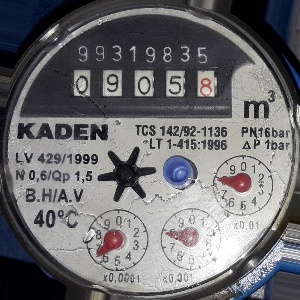 99319835
09058
m³
KADEN
TCS 142/92-1136
PN16bar
LV 429/1999
LT 1-415:1996
ΔP 1bar
N 0,6/Qp 1,5
B.H/A.V
40°C
x0,01
x0,0001
x0,001